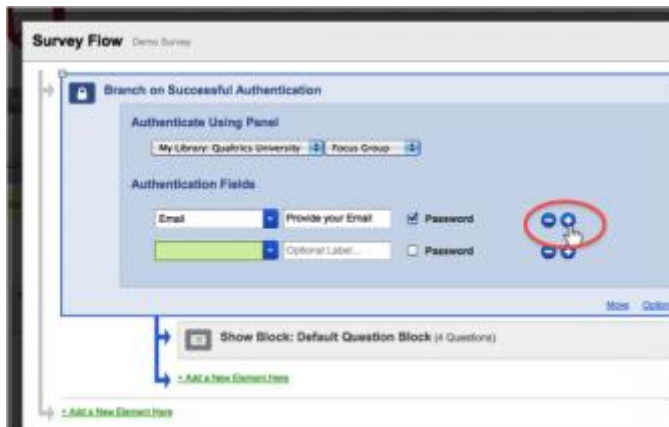 Survey Flow Demo Survey
Branch on Successful Authentication
Authenticate Using Panel
My Library: Qualtrics University Focus Group
Authentication Fields
Email Provide your Email Password
Optional Label... Password
Move Option
Show Block: Default Question Block (4 Questions)
+ Add a New Element Here
+ Add a New Element Here